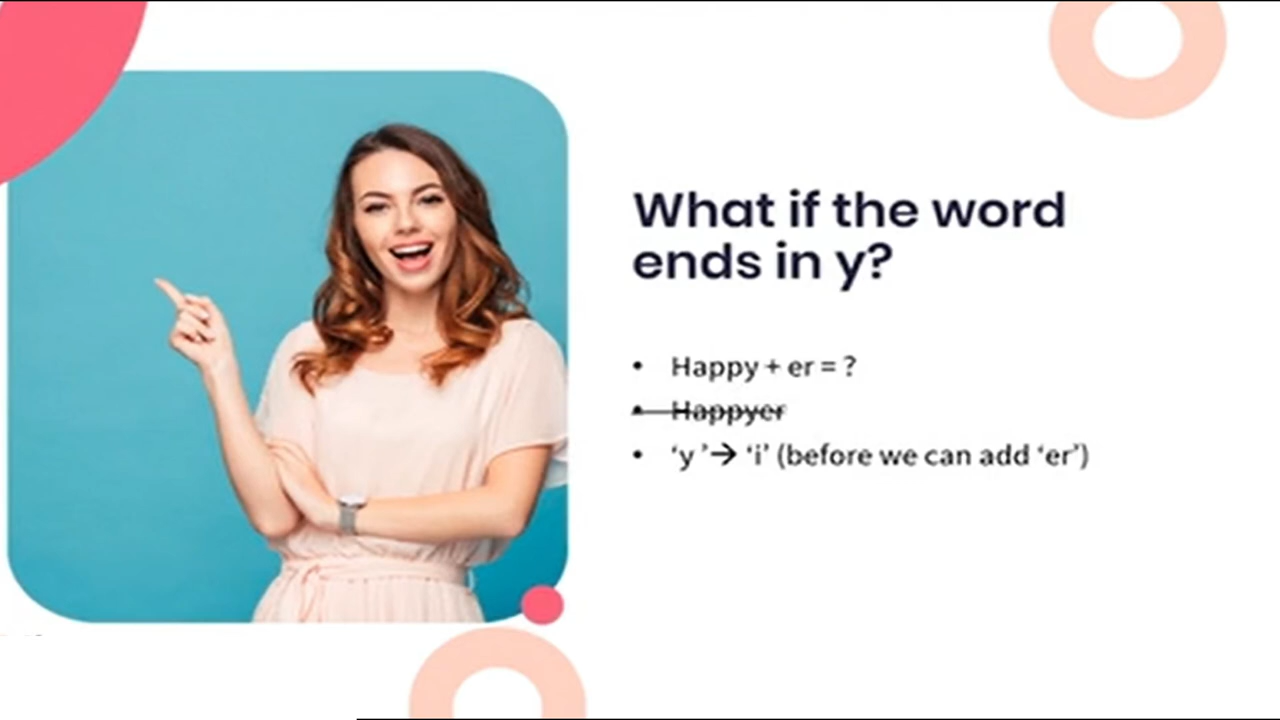 What if the word
ends in y?
• Happy + er = ?
• Happyer
• ‘y ’→ ‘i’ (before we can add ‘er’)